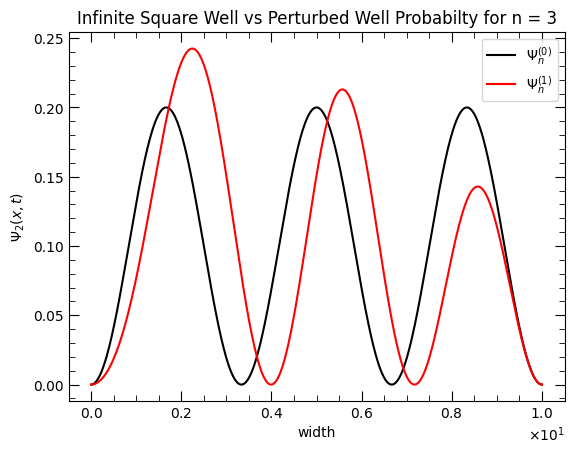 Infinite Square Well vs Perturbed Well Probabilty for n = 3
0.25
0.20
0.15
0.10
0.05
0.00
Ψ₂(x, t)
Ψₙ⁽⁰⁾
Ψₙ⁽¹⁾
0.0 0.2 0.4 0.6 0.8 1.0
width
×10¹